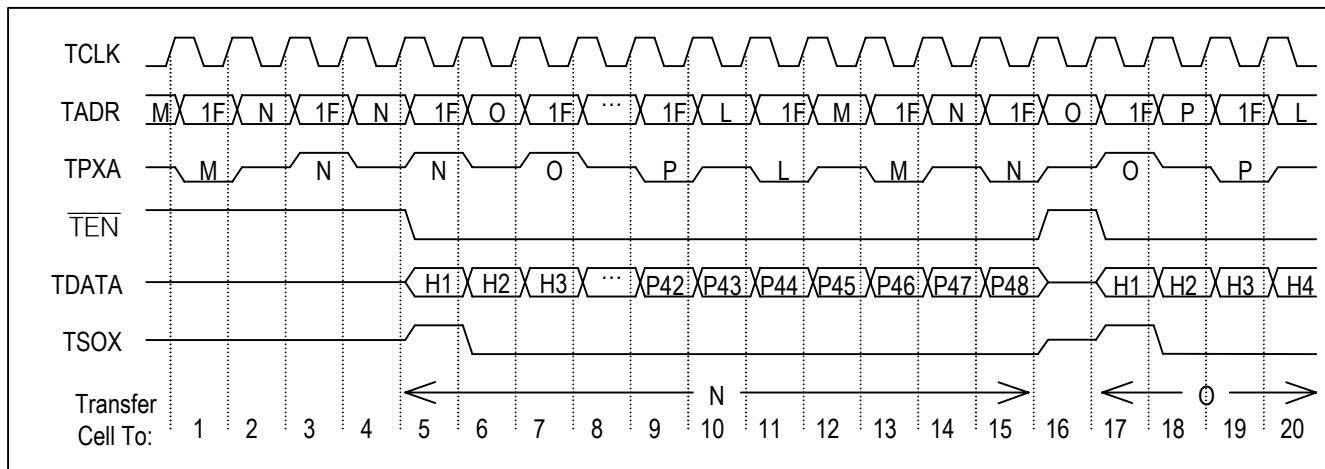 TCLK
TADR M 1F N 1F N 1F O 1F ... 1F L 1F M 1F N 1F O 1F P 1F L
TPXA M N N O P L M N O P
TEN
TDATA H1 H2 H3 ... P42 P43 P44 P45 P46 P47 P48 H1 H2 H3 H4
TSOX
N O
Transfer
Cell To: 1 2 3 4 5 6 7 8 9 10 11 12 13 14 15 16 17 18 19 20